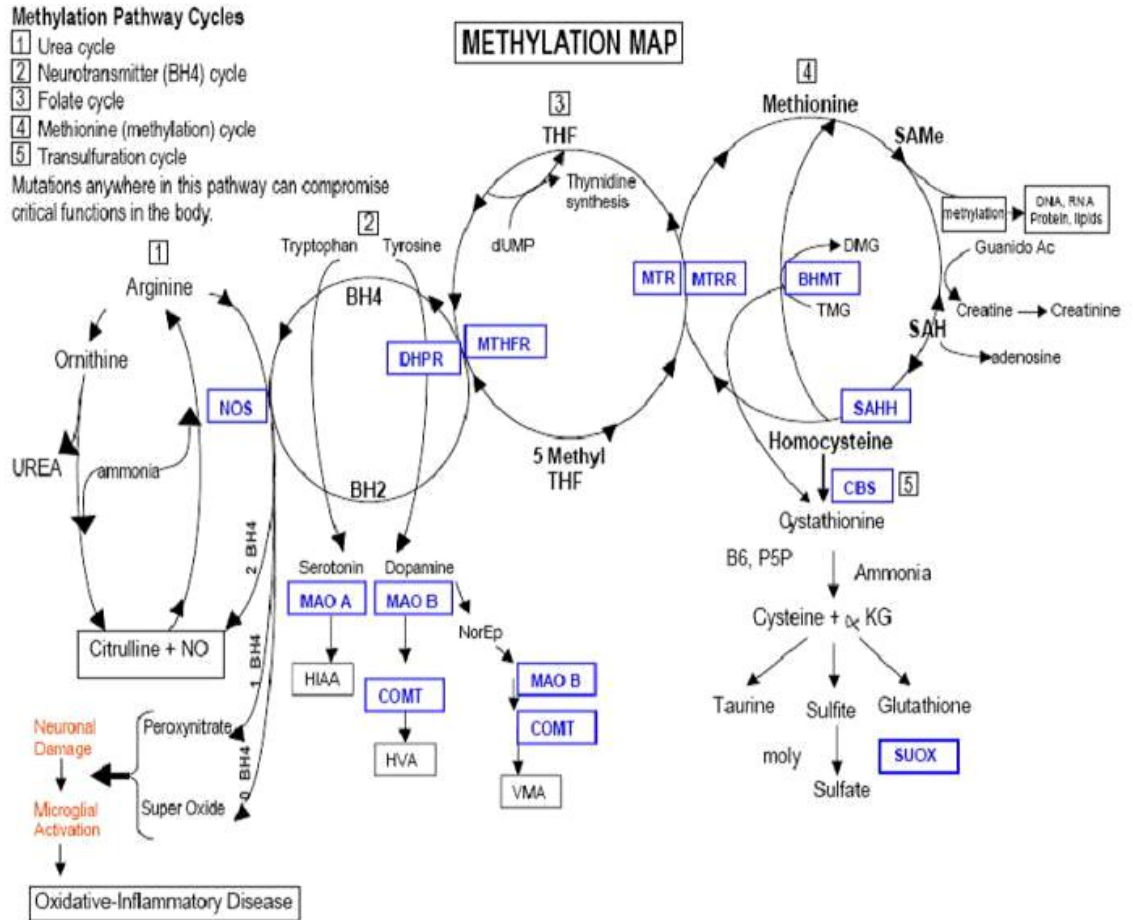 Methylation Pathway Cycles
1 Urea cycle
2 Neurotransmitter (BH4) cycle
3 Folate cycle
4 Methionine (methylation) cycle
5 Transulfuration cycle
Mutations anywhere in this pathway can compromise
critical functions in the body.
METHYLATION MAP
1
Arginine
Ornithine
NOS
UREA
ammonia
Citrulline + NO
2 BH4
1 BH4
0 BH4
Peroxynitrate
Super Oxide
Neuronal
Damage
Microglial
Activation
Oxidative-Inflammatory Disease
2
Tryptophan
Tyrosine
BH4
DHPR
BH2
Serotonin
Dopamine
MAO A
MAO B
NorEp
HIAA
COMT
HVA
MAO B
COMT
VMA
3
THF
Thymidine
synthesis
dUMP
MTHFR
5 Methyl
THF
MTR
MTRR
4
Methionine
SAMe
methylation
DNA, RNA
Protein, lipids
Guanido Ac
DMG
BHMT
TMG
Creatine
Creatinine
SAH
adenosine
SAHH
Homocysteine
CBS
5
Cystathionine
B6, P5P
Ammonia
Cysteine + α KG
Taurine
Sulfite
Glutathione
moly
SUOX
Sulfate